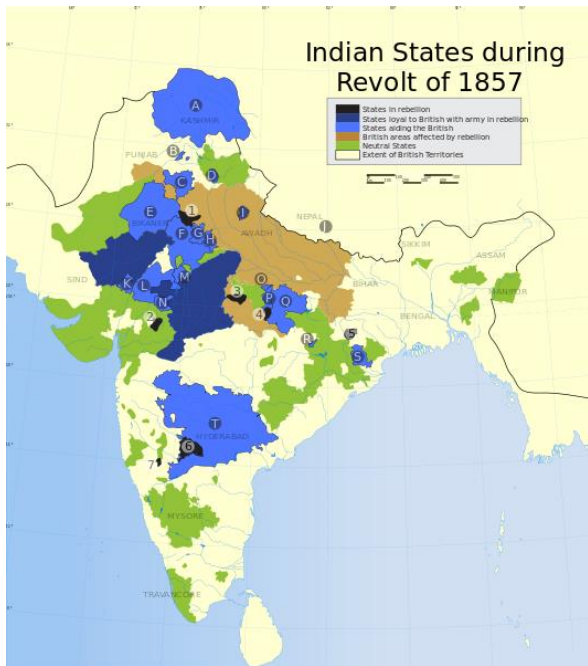 Indian States during
Revolt of 1857
States in rebellion
States loyal to British with army in rebellion
States aiding the British
British areas affected by rebellion
Neutral States
Extent of British Territories
A
KASHMIR
B
PUNJAB
C
D
E
BIKANER
1
I
F
G
H
AWADH
NEPAL
J
SIKKIM
ASSAM
SIND
K
L
M
N
O
3
P
Q
4
2
BIHAR
BENGAL
MANIPUR
R
5
S
T
HYDERABAD
6
7
MYSORE
TRAVANCORE